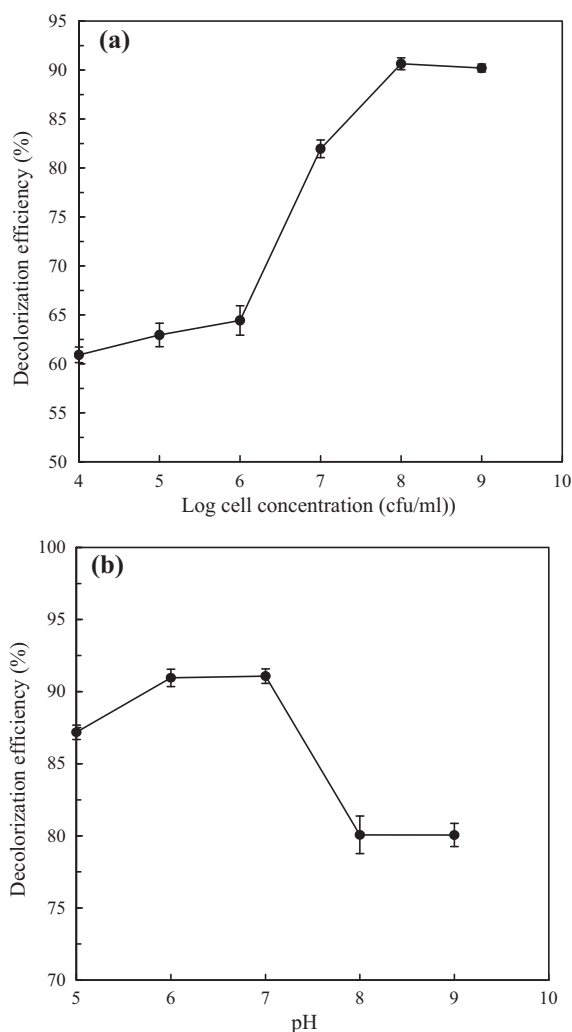 (a)
95
90
85
80
75
70
65
60
55
50
Decolorization efficiency (%)
4 5 6 7 8 9 10
Log cell concentration (cfu/ml))
(b)
100
95
90
85
80
75
70
Decolorization efficiency (%)
5 6 7 8 9 10
pH